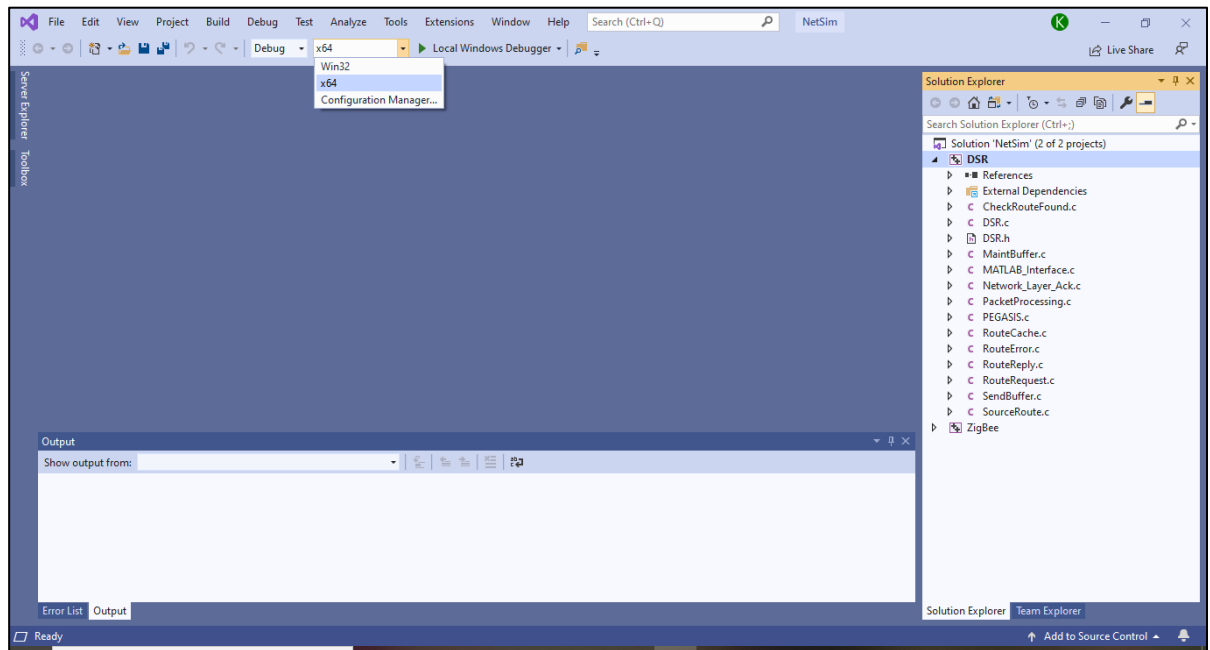 File Edit View Project Build Debug Test Analyze Tools Extensions Window Help Search (Ctrl+Q) NetSim K
Debug x64 Local Windows Debugger Live Share
Win32
x64
Configuration Manager...
Server Explorer
Toolbox
Solution Explorer
Search Solution Explorer (Ctrl+;)
Solution 'NetSim' (2 of 2 projects)
DSR
References
External Dependencies
CheckRouteFound.c
DSR.c
DSR.h
MaintBuffer.c
MATLAB_Interface.c
Network_Layer_Ack.c
PacketProcessing.c
PEGASIS.c
RouteCache.c
RouteError.c
RouteReply.c
RouteRequest.c
SendBuffer.c
SourceRoute.c
ZigBee
Output
Show output from:
Error List Output
Solution Explorer Team Explorer
Ready Add to Source Control